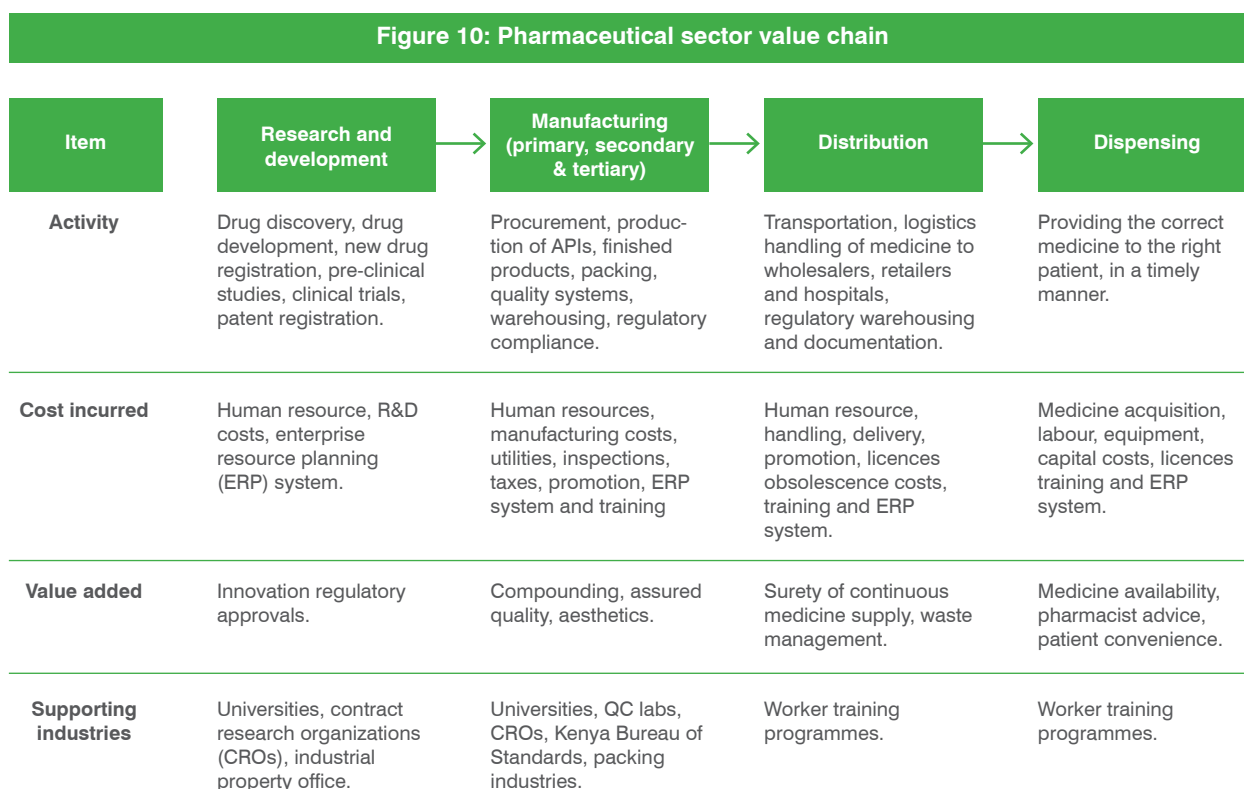 Figure 10: Pharmaceutical sector value chain
Item
Research and
development
Manufacturing
(primary, secondary
& tertiary)
Distribution
Dispensing
Activity
Drug discovery, drug
development, new drug
registration, pre-clinical
studies, clinical trials,
patent registration.
Procurement, produc-
tion of APIs, finished
products, packing,
quality systems,
warehousing, regulatory
compliance.
Transportation, logistics
handling of medicine to
wholesalers, retailers
and hospitals,
regulatory warehousing
and documentation.
Providing the correct
medicine to the right
patient, in a timely
manner.
Cost incurred
Human resource, R&D
costs, enterprise
resource planning
(ERP) system.
Human resources,
manufacturing costs,
utilities, inspections,
taxes, promotion, ERP
system and training
Human resource,
handling, delivery,
promotion, licences
obsolescence costs,
training and ERP
system.
Medicine acquisition,
labour, equipment,
capital costs, licences
training and ERP
system.
Value added
Innovation regulatory
approvals.
Compounding, assured
quality, aesthetics.
Surety of continuous
medicine supply, waste
management.
Medicine availability,
pharmacist advice,
patient convenience.
Supporting
industries
Universities, contract
research organizations
(CROs), industrial
property office.
Universities, QC labs,
CROs, Kenya Bureau of
Standards, packing
industries.
Worker training
programmes.
Worker training
programmes.